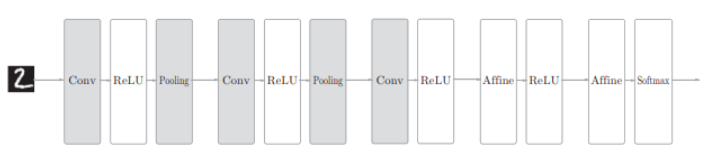 2 Conv ReLU Pooling Conv ReLU Pooling Conv ReLU Affine ReLU Affine Softmax